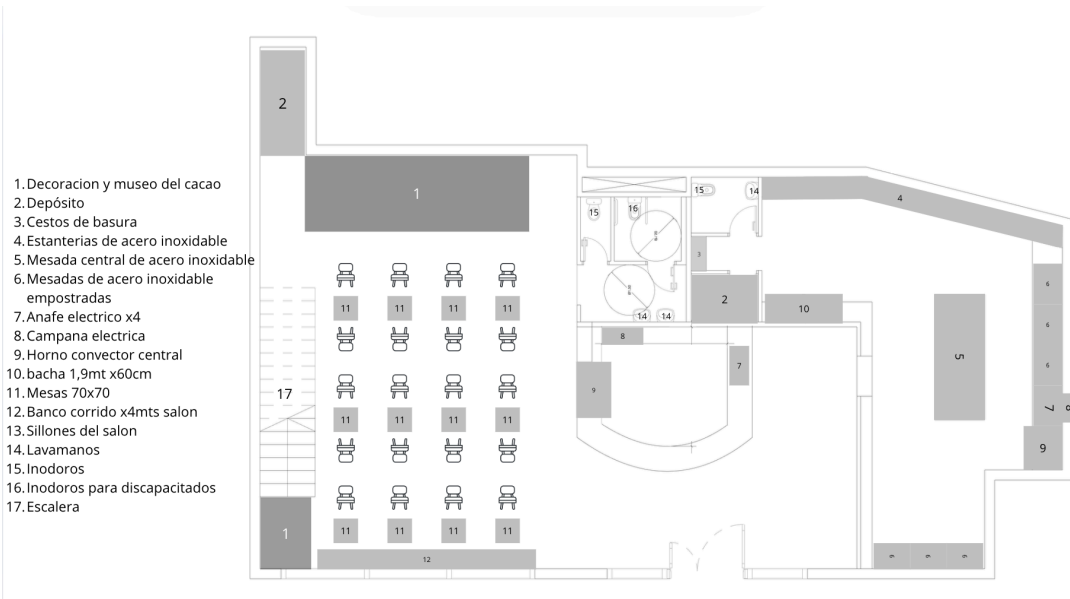 1. Decoracion y museo del cacao
2. Depósito
3. Cestos de basura
4. Estanterias de acero inoxidable
5. Mesada central de acero inoxidable
6. Mesadas de acero inoxidable
empostradas
7. Anafe electrico x4
8. Campana electrica
9. Horno convector central
10. bacha 1,9mt x60cm
11. Mesas 70x70
12. Banco corrido x4mts salon
13. Sillones del salon
14. Lavamanos
15. Inodoros
16. Inodoros para discapacitados
17. Escalera
2
1
11 11 11 11
17
11 11 11 11
1
11 11 11 11
12
15 16
14 14
15 14
3
2
10
8
7
9
4
6
6
6
5
7 8
9
6 6 6